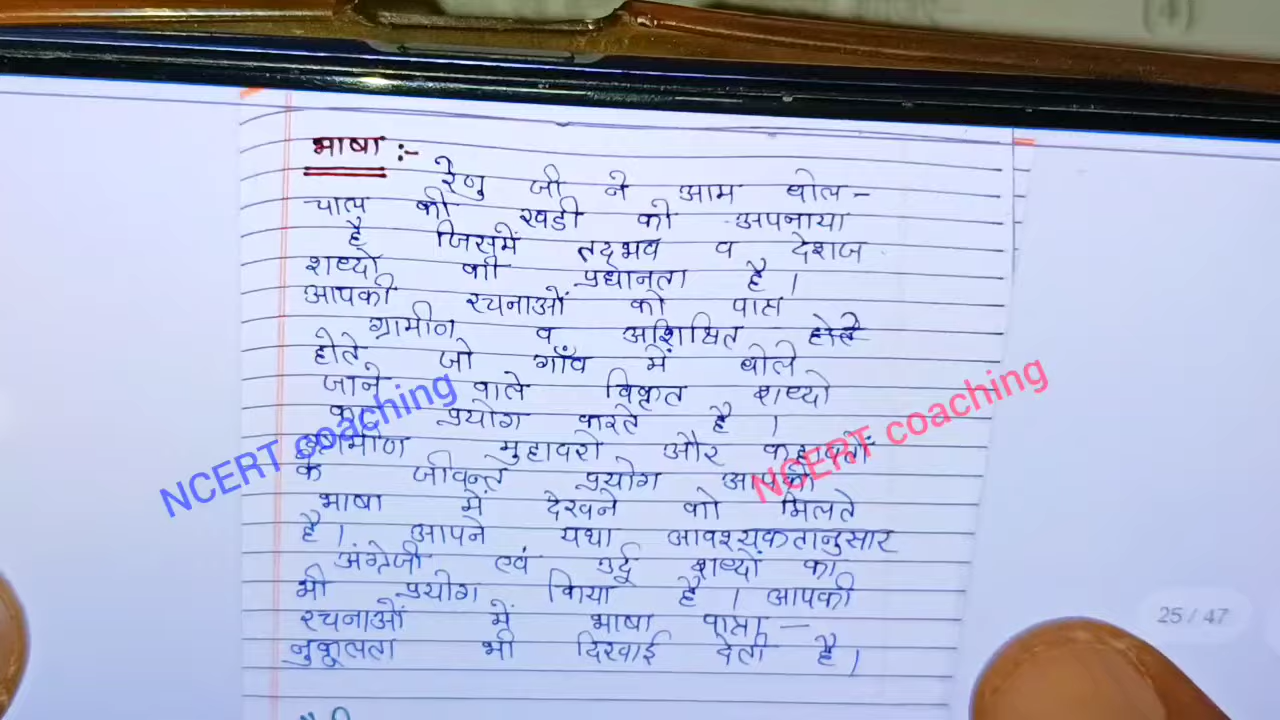 (4)
भाषा :-
रेणु जी ने आम बोल-
चाल की खडी को अपनाया
है जिसमें तद्भव व देशज
शब्दो की प्रधानता है ।
आपकी रचनाओं को पात्र
ग्रामीण व अशिक्षित होते
होते जो गाँव में बोले
जाने वाले विकृत शब्दो
का प्रयोग करते है ।
ग्रामीण मुहावरो और कहावतों
के जीवन्त प्रयोग आपकी
भाषा में देखने को मिलते
है । आपने यथा आवश्यकतानुसार
अंग्रेजी एवं उर्दू शब्दों का
भी प्रयोग किया है । आपकी
रचनाओं में भाषा पात्रा-
नुकूलता भी दिखाई देती है ।
NCERT coaching
NCERT coaching
25 / 47